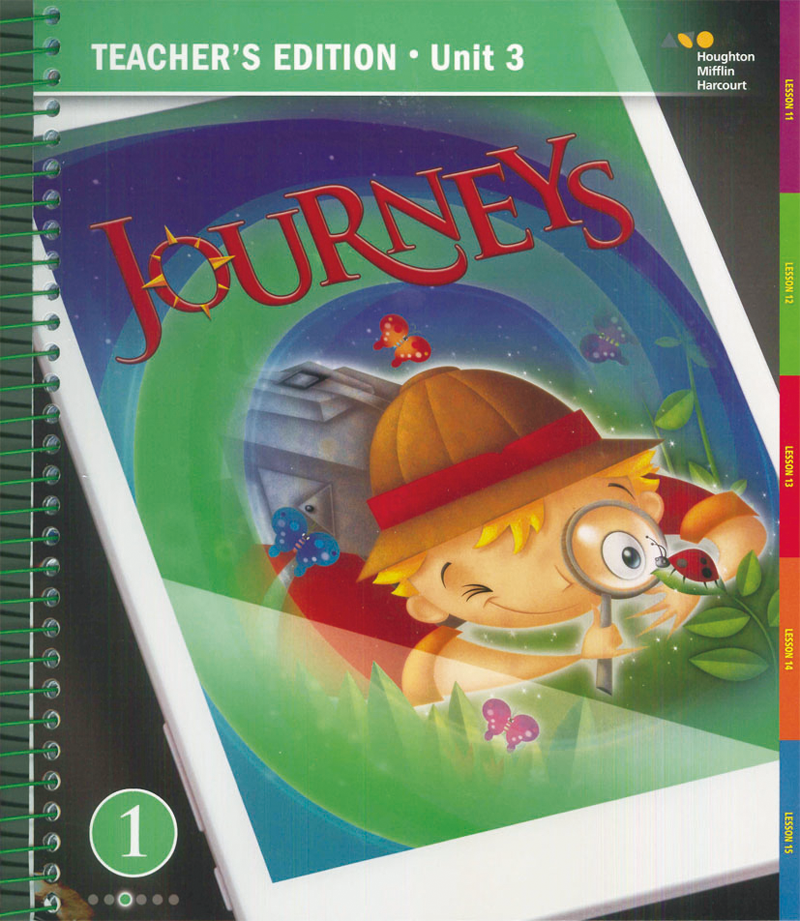 TEACHER'S EDITION • Unit 3
Houghton
Mifflin
Harcourt
JOURNEYS
LESSON 11
LESSON 12
LESSON 13
LESSON 14
LESSON 15
1